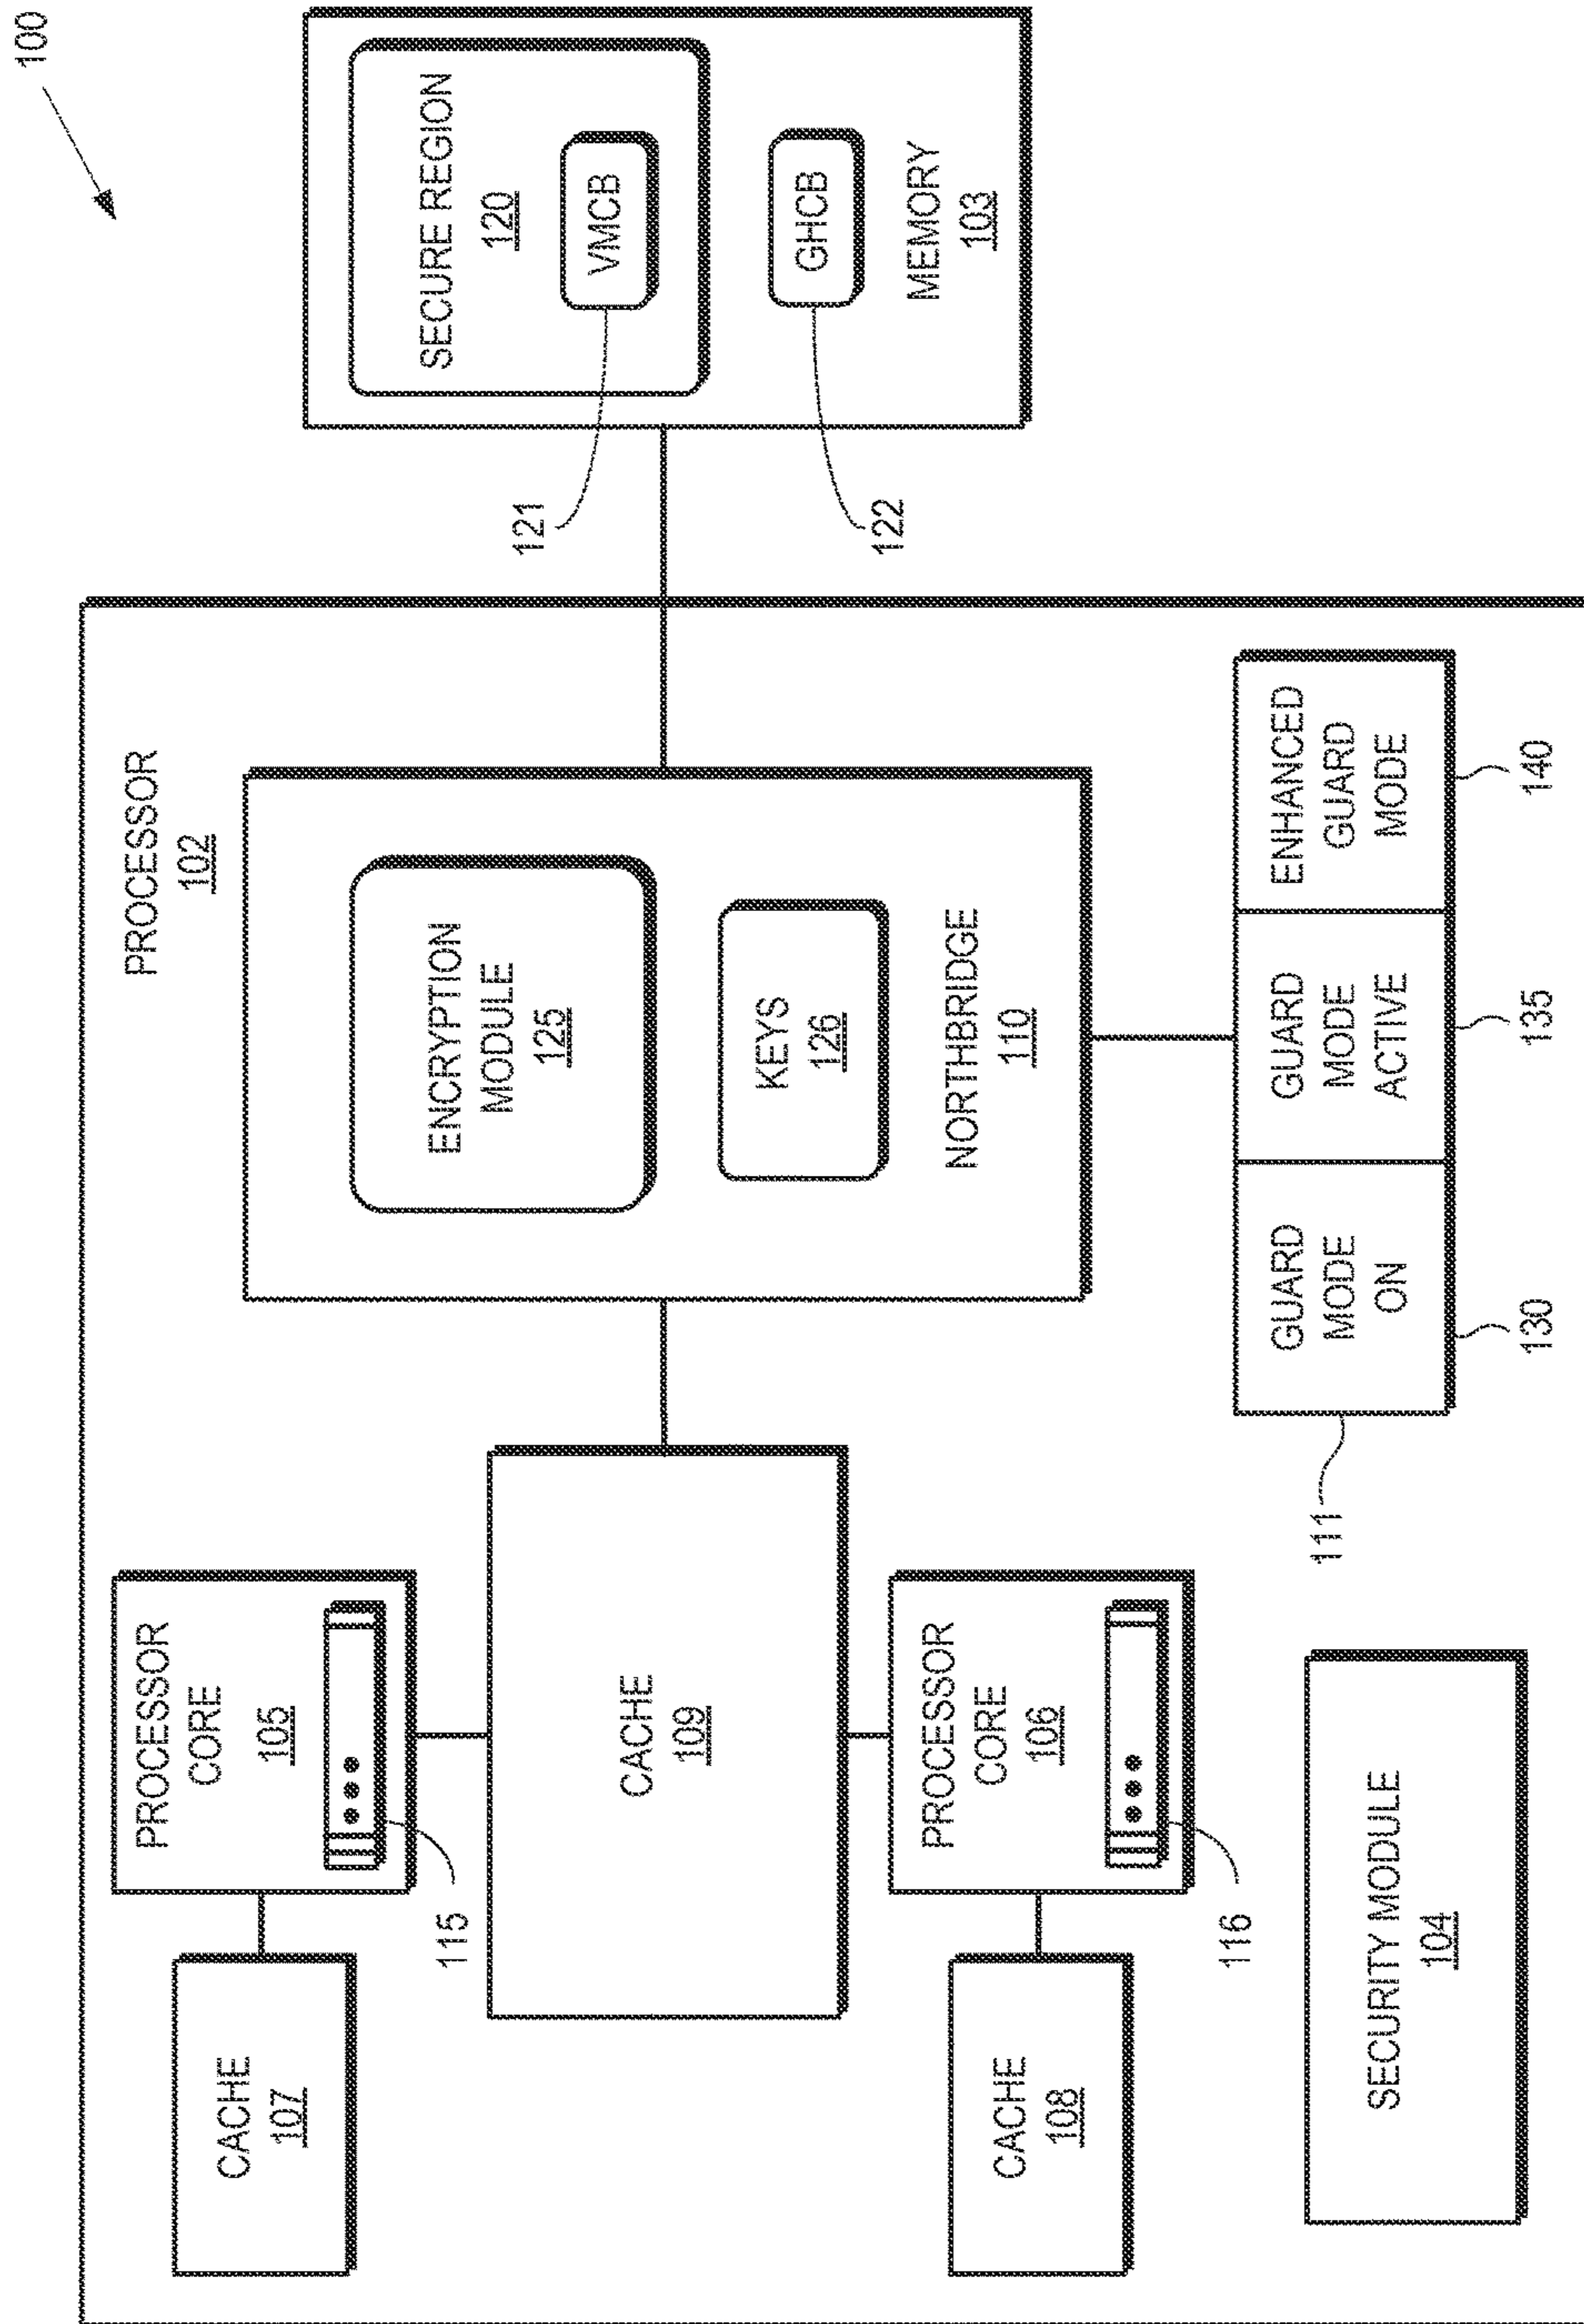 100
PROCESSOR
102
CACHE
107
PROCESSOR
CORE
105
115
CACHE
109
CACHE
108
PROCESSOR
CORE
106
116
SECURITY MODULE
104
ENCRYPTION
MODULE
125
KEYS
126
NORTHBRIDGE
110
111
GUARD
MODE
ON
130
GUARD
MODE
ACTIVE
135
ENHANCED
GUARD
MODE
140
SECURE REGION
120
VMCB
121
GHCB
122
MEMORY
103